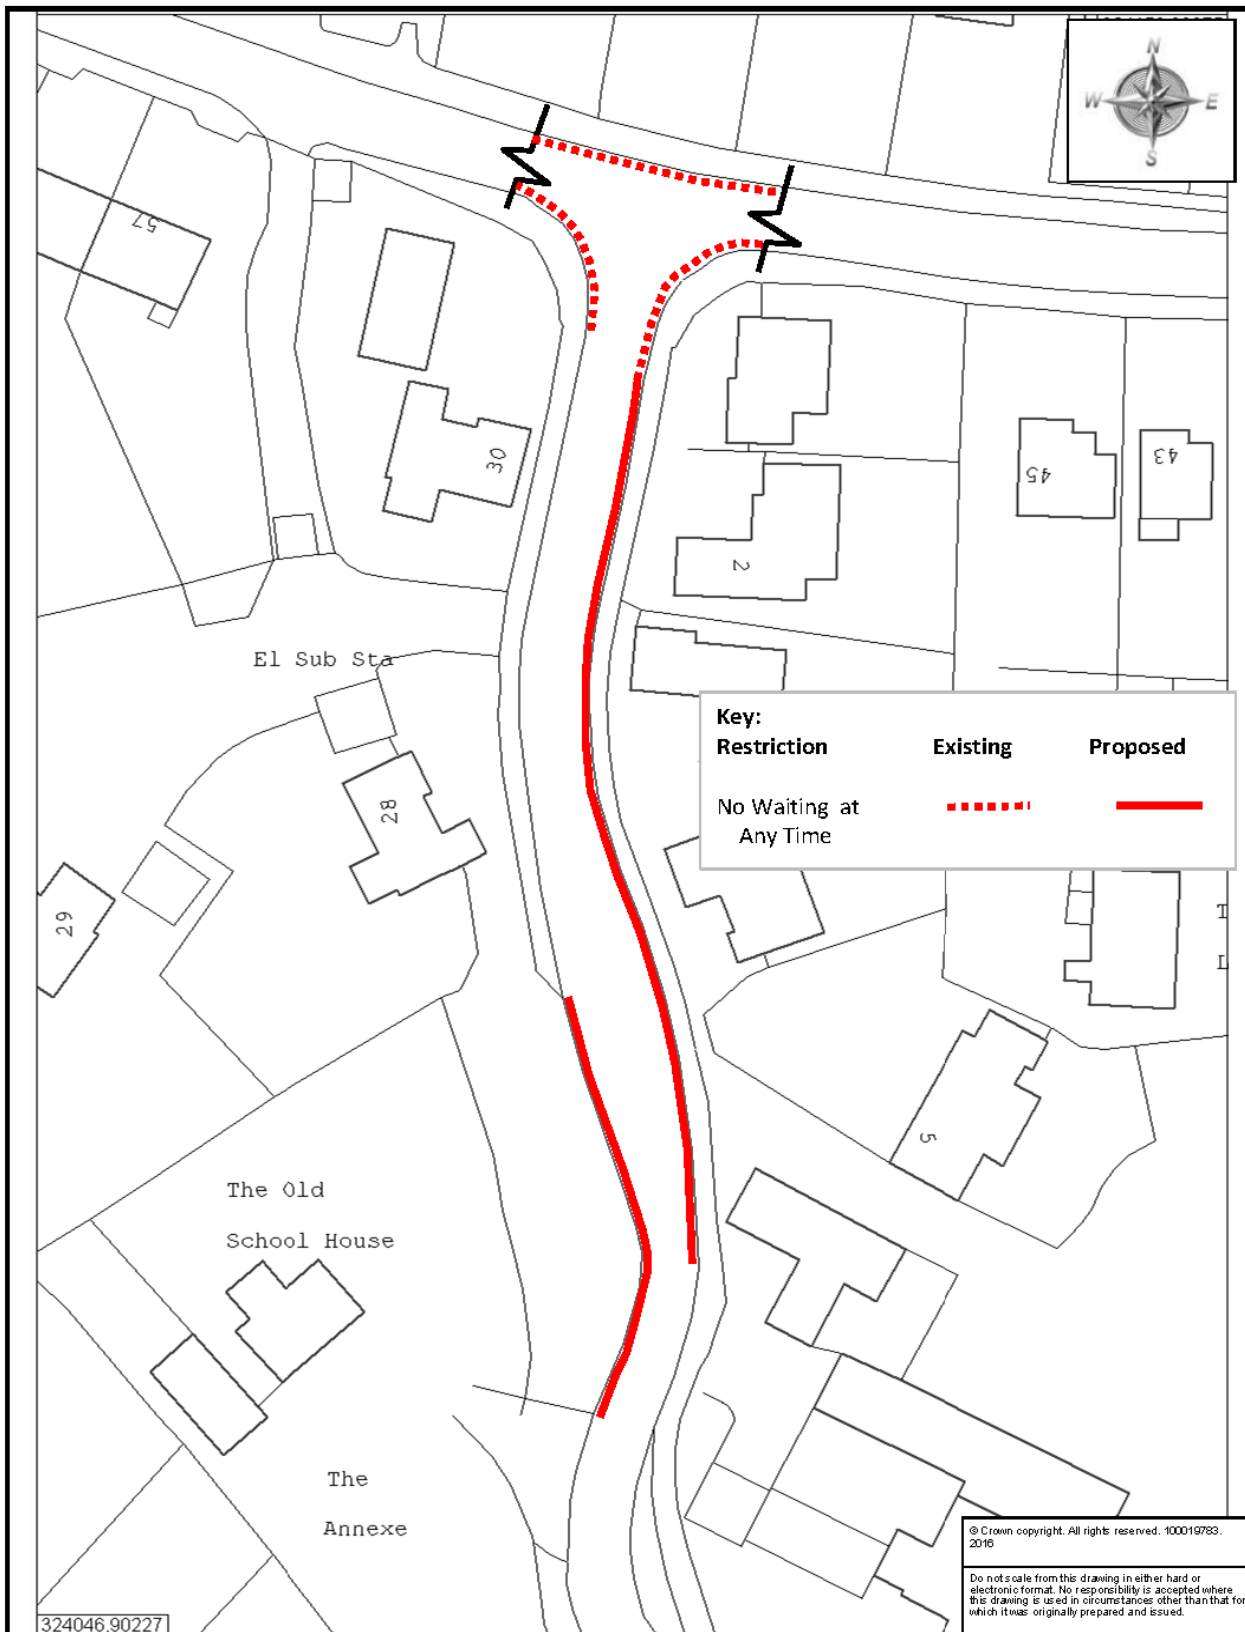 N
W E
S
57
30
45
43
2
El Sub Sta
Key:
Restriction Existing Proposed
No Waiting at
Any Time
28
29
T
L
5
The Old
School House
The
Annexe
© Crown copyright. All rights reserved. 100019783.
2016
Do not scale from this drawing in either hard or
electronic format. No responsibility is accepted where
this drawing is used in circumstances other than that for
which it was originally prepared and issued.
324046.90227